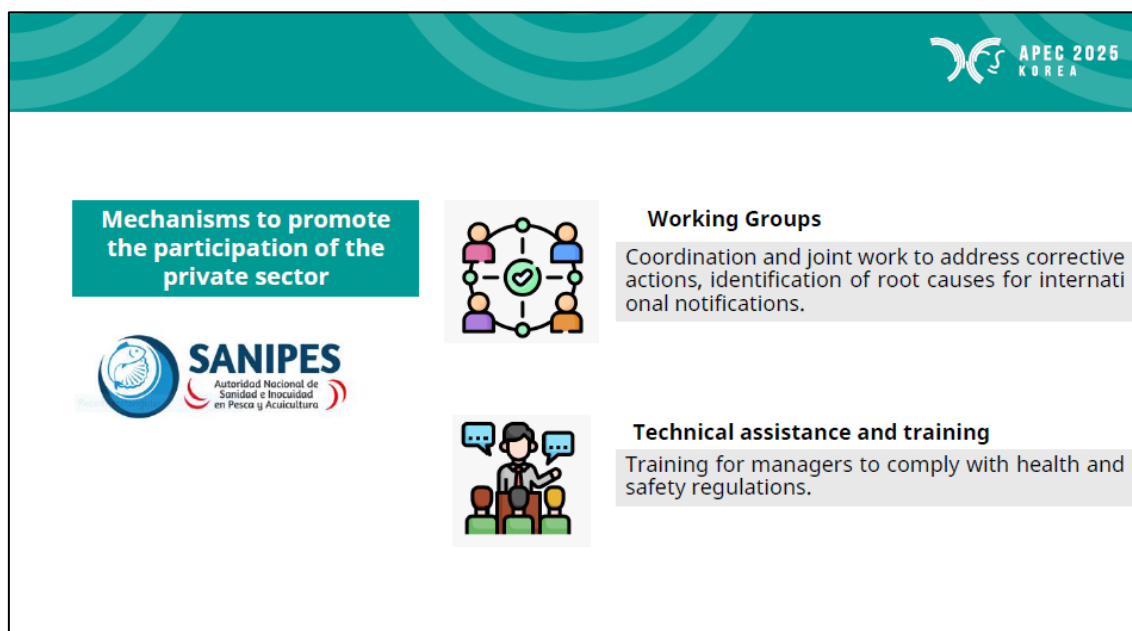 APEC 2025
KOREA
Mechanisms to promote
the participation of the
private sector
SANIPES
Autoridad Nacional de
Sanidad e Inocuidad
en Pesca y Acuicultura
Working Groups
Coordination and joint work to address corrective
actions, identification of root causes for internati
onal notifications.
Technical assistance and training
Training for managers to comply with health and
safety regulations.